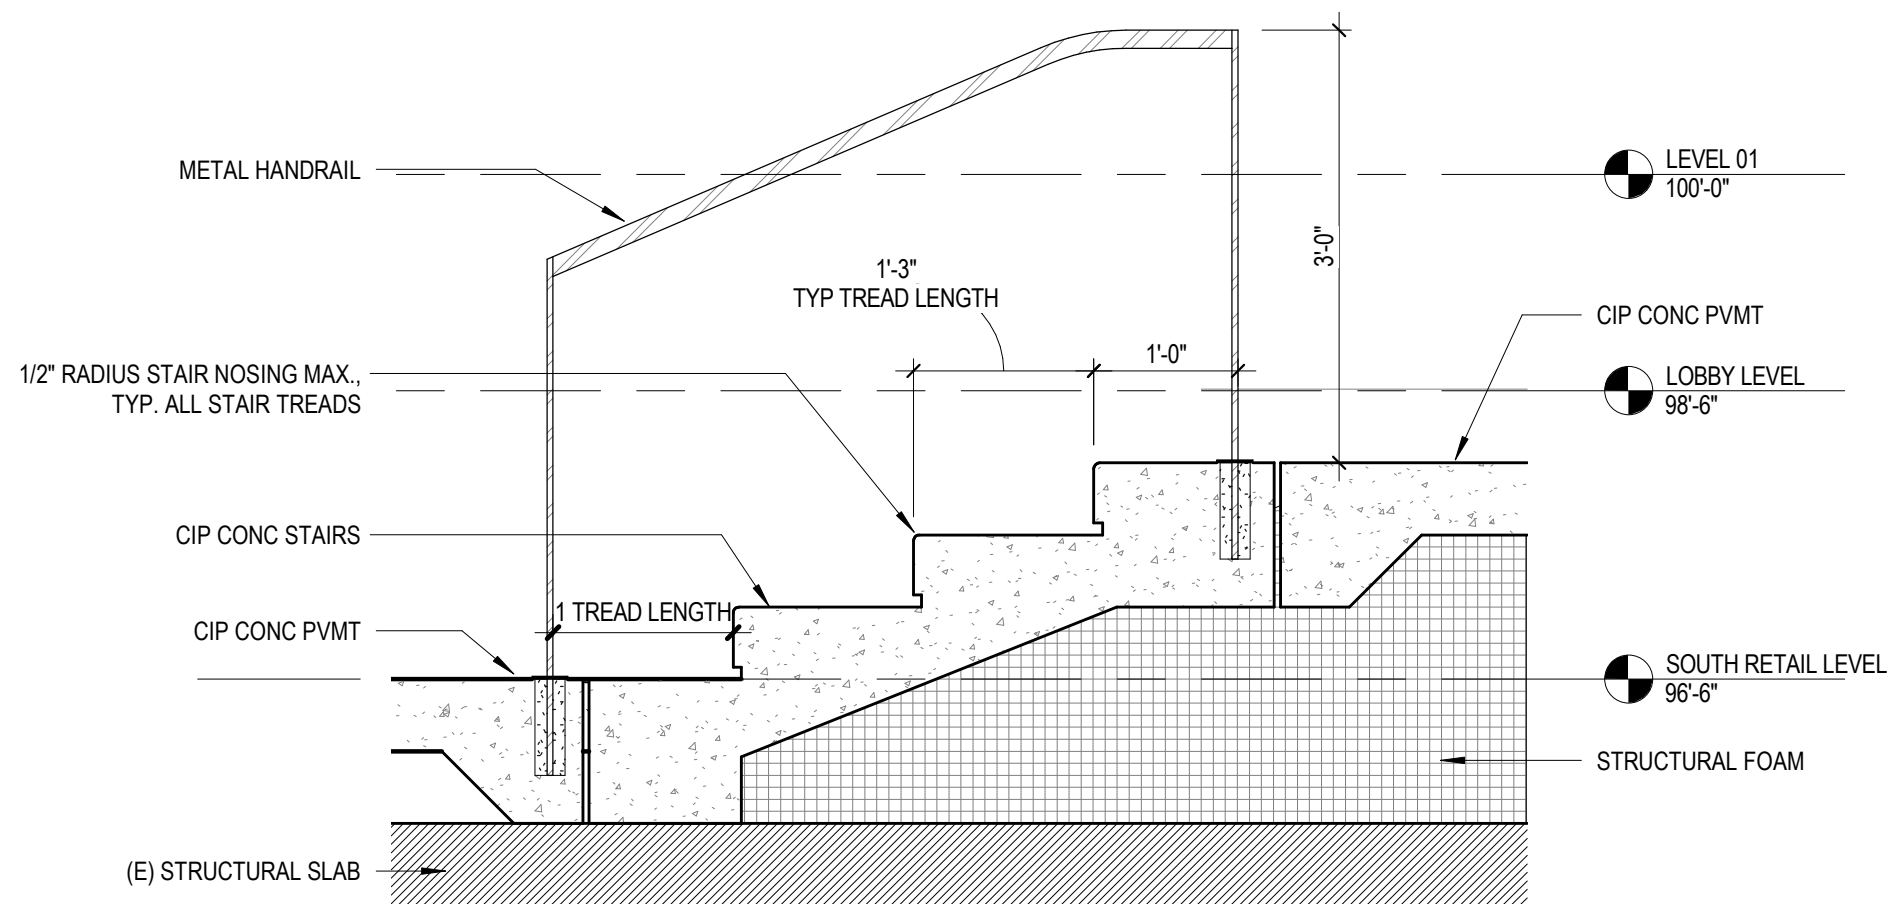 METAL HANDRAIL
LEVEL 01
100'-0"
3'-0"
1'-3"
TYP TREAD LENGTH
CIP CONC PVMT
1'-0"
1/2" RADIUS STAIR NOSING MAX.,
TYP. ALL STAIR TREADS
LOBBY LEVEL
98'-6"
CIP CONC STAIRS
1 TREAD LENGTH
CIP CONC PVMT
SOUTH RETAIL LEVEL
96'-6"
STRUCTURAL FOAM
(E) STRUCTURAL SLAB